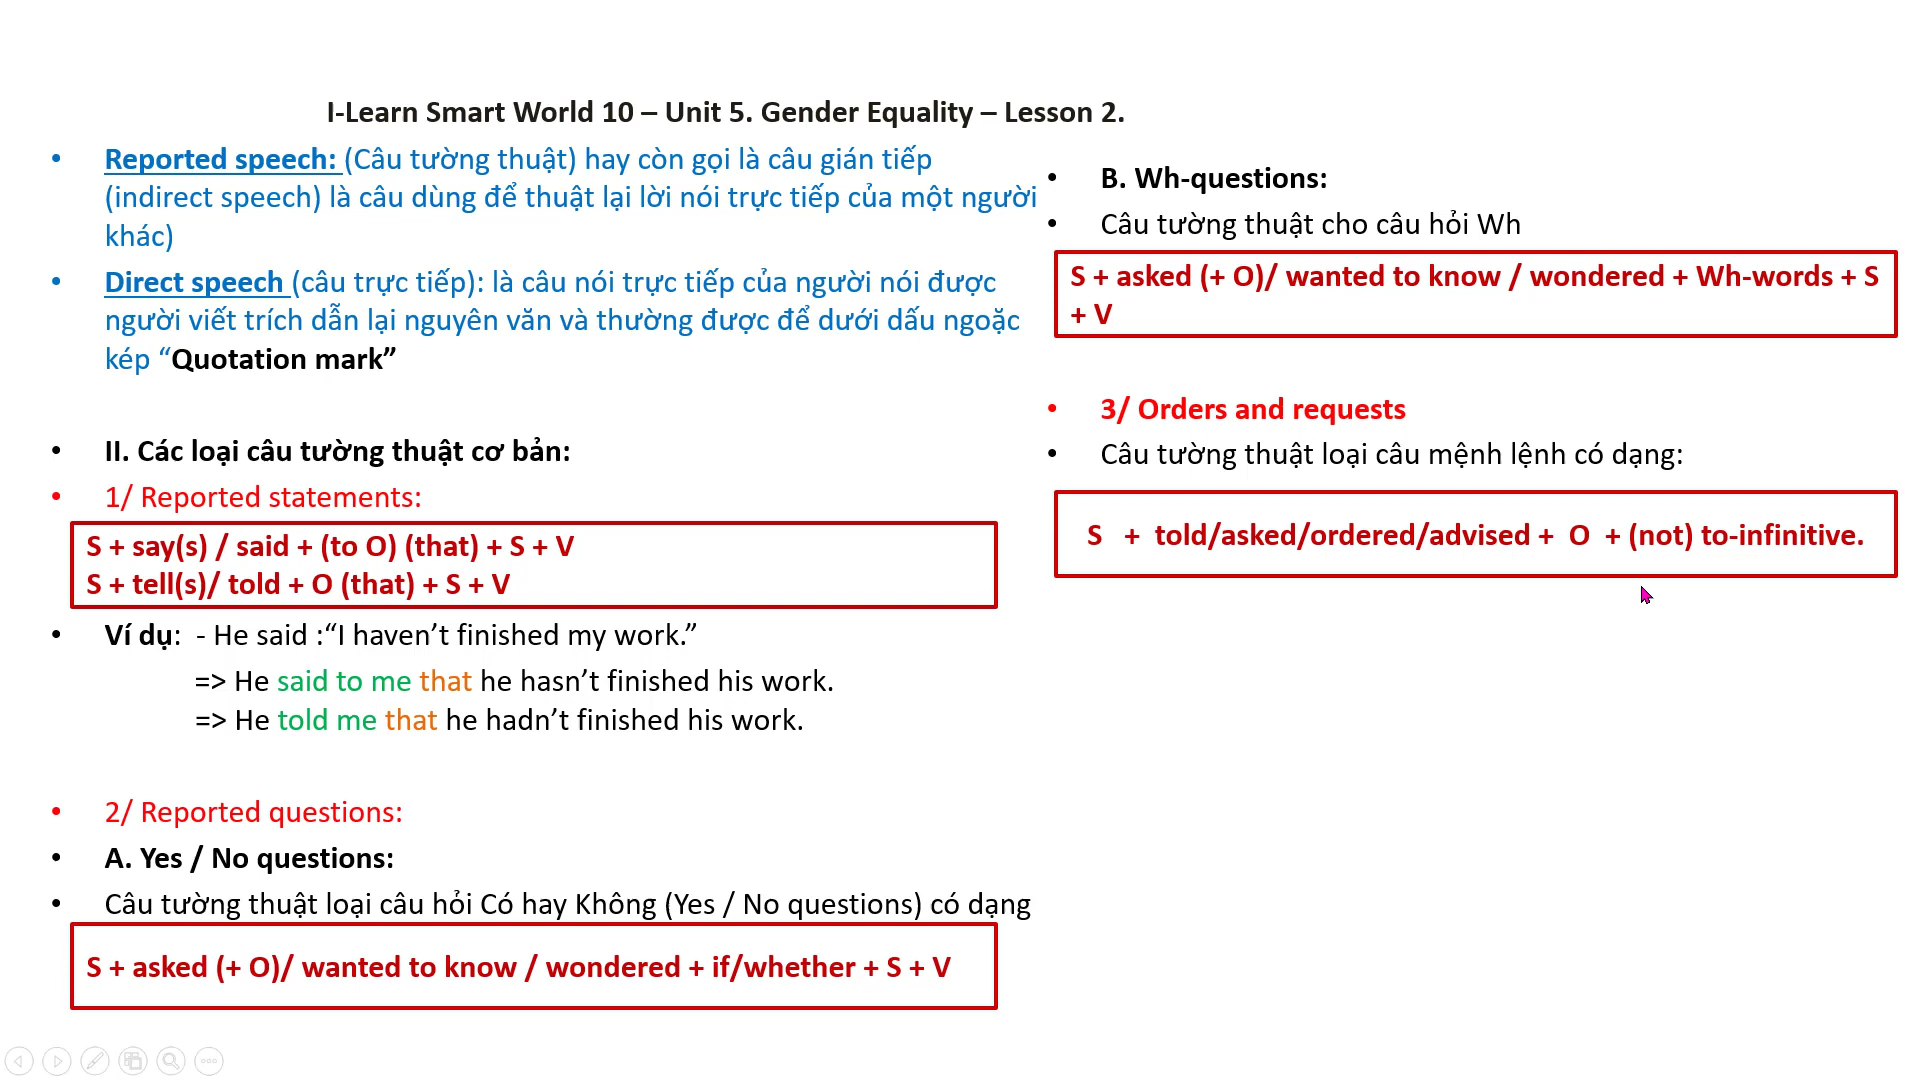 I-Learn Smart World 10 – Unit 5. Gender Equality – Lesson 2.
• Reported speech: (Câu tường thuật) hay còn gọi là câu gián tiếp
(indirect speech) là câu dùng để thuật lại lời nói trực tiếp của một người
khác)
• Direct speech (câu trực tiếp): là câu nói trực tiếp của người nói được
người viết trích dẫn lại nguyên văn và thường được để dưới dấu ngoặc
kép “Quotation mark”
• II. Các loại câu tường thuật cơ bản:
• 1/ Reported statements:
S + say(s) / said + (to O) (that) + S + V
S + tell(s)/ told + O (that) + S + V
• Ví dụ:  - He said :“I haven’t finished my work.”
=> He said to me that he hasn’t finished his work.
=> He told me that he hadn’t finished his work.
• 2/ Reported questions:
• A. Yes / No questions:
• Câu tường thuật loại câu hỏi Có hay Không (Yes / No questions) có dạng
S + asked (+ O)/ wanted to know / wondered + if/whether + S + V
• B. Wh-questions:
• Câu tường thuật cho câu hỏi Wh
S + asked (+ O)/ wanted to know / wondered + Wh-words + S
+ V
• 3/ Orders and requests
• Câu tường thuật loại câu mệnh lệnh có dạng:
S + told/asked/ordered/advised + O + (not) to-infinitive.